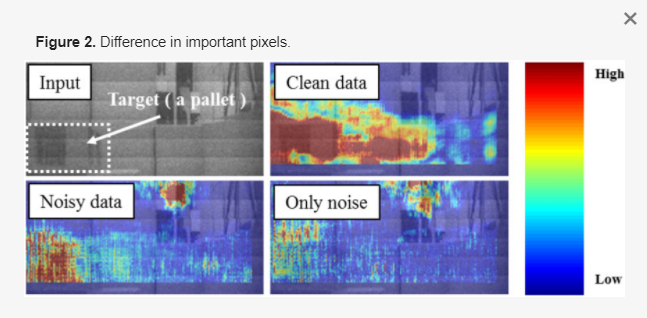 Figure 2. Difference in important pixels.
Input
Target ( a pallet )
Clean data
High
Noisy data
Only noise
Low